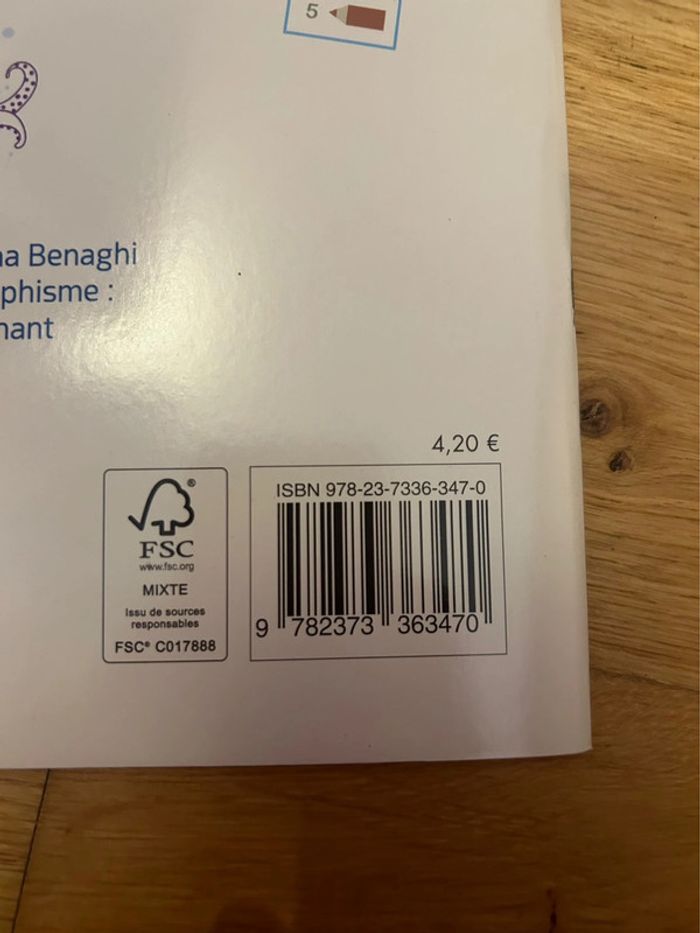 5
a Benaghi
phisme :
nant
4,20 €
ISBN 978-23-7336-347-0
9 782373 363470
®
FSC
www.fsc.org
MIXTE
Issu de sources
responsables
FSC® C017888